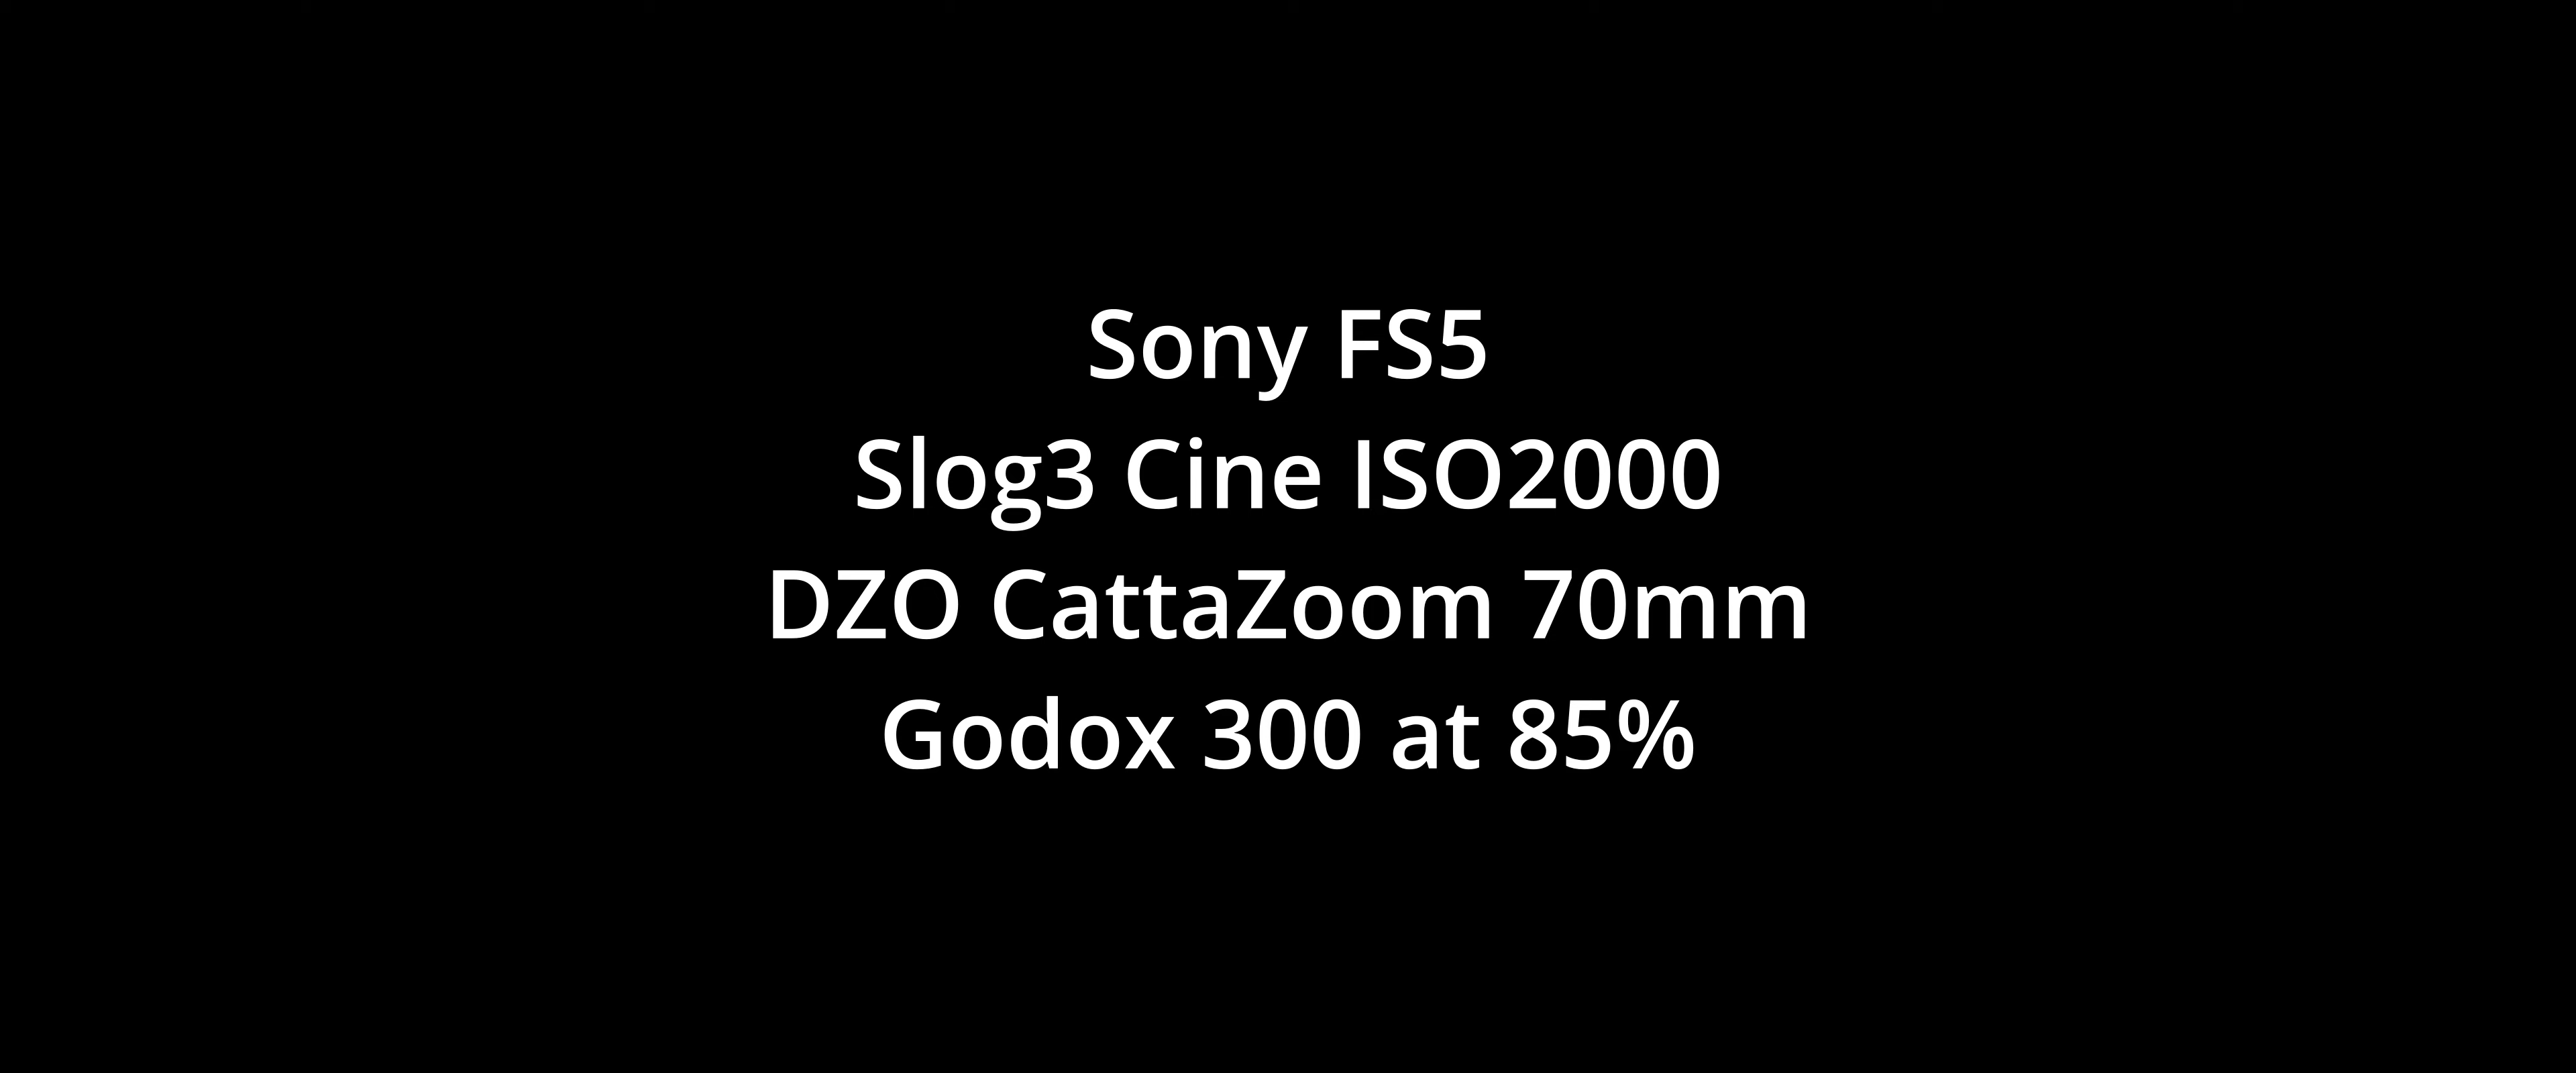 Sony FS5
Slog3 Cine ISO2000
DZO CattaZoom 70mm
Godox 300 at 85%